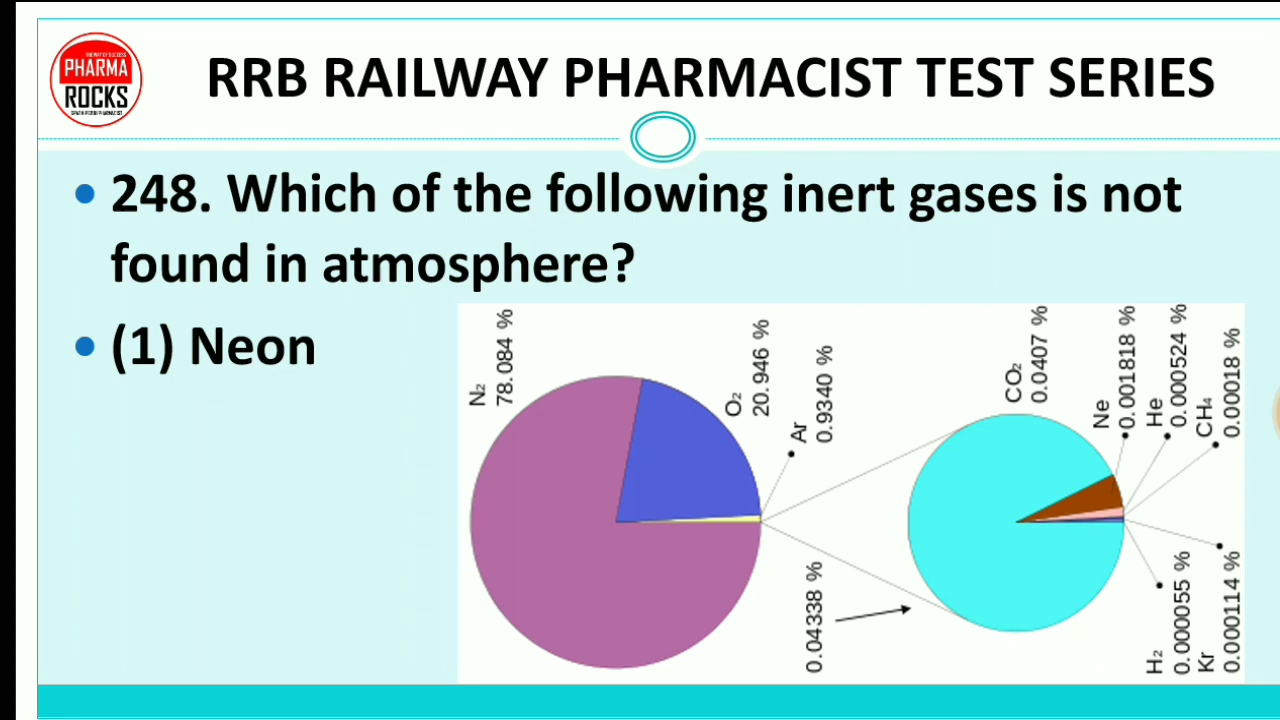 PHARMA
ROCKS
RRB RAILWAY PHARMACIST TEST SERIES
• 248. Which of the following inert gases is not
found in atmosphere?
• (1) Neon
N₂
78.084 %
O₂
20.946 %
Ar
0.9340 %
0.04338 %
CO₂
0.0407 %
Ne
0.001818 %
He
0.000524 %
CH₄
0.00018 %
H₂
0.000055 %
Kr
0.000114 %